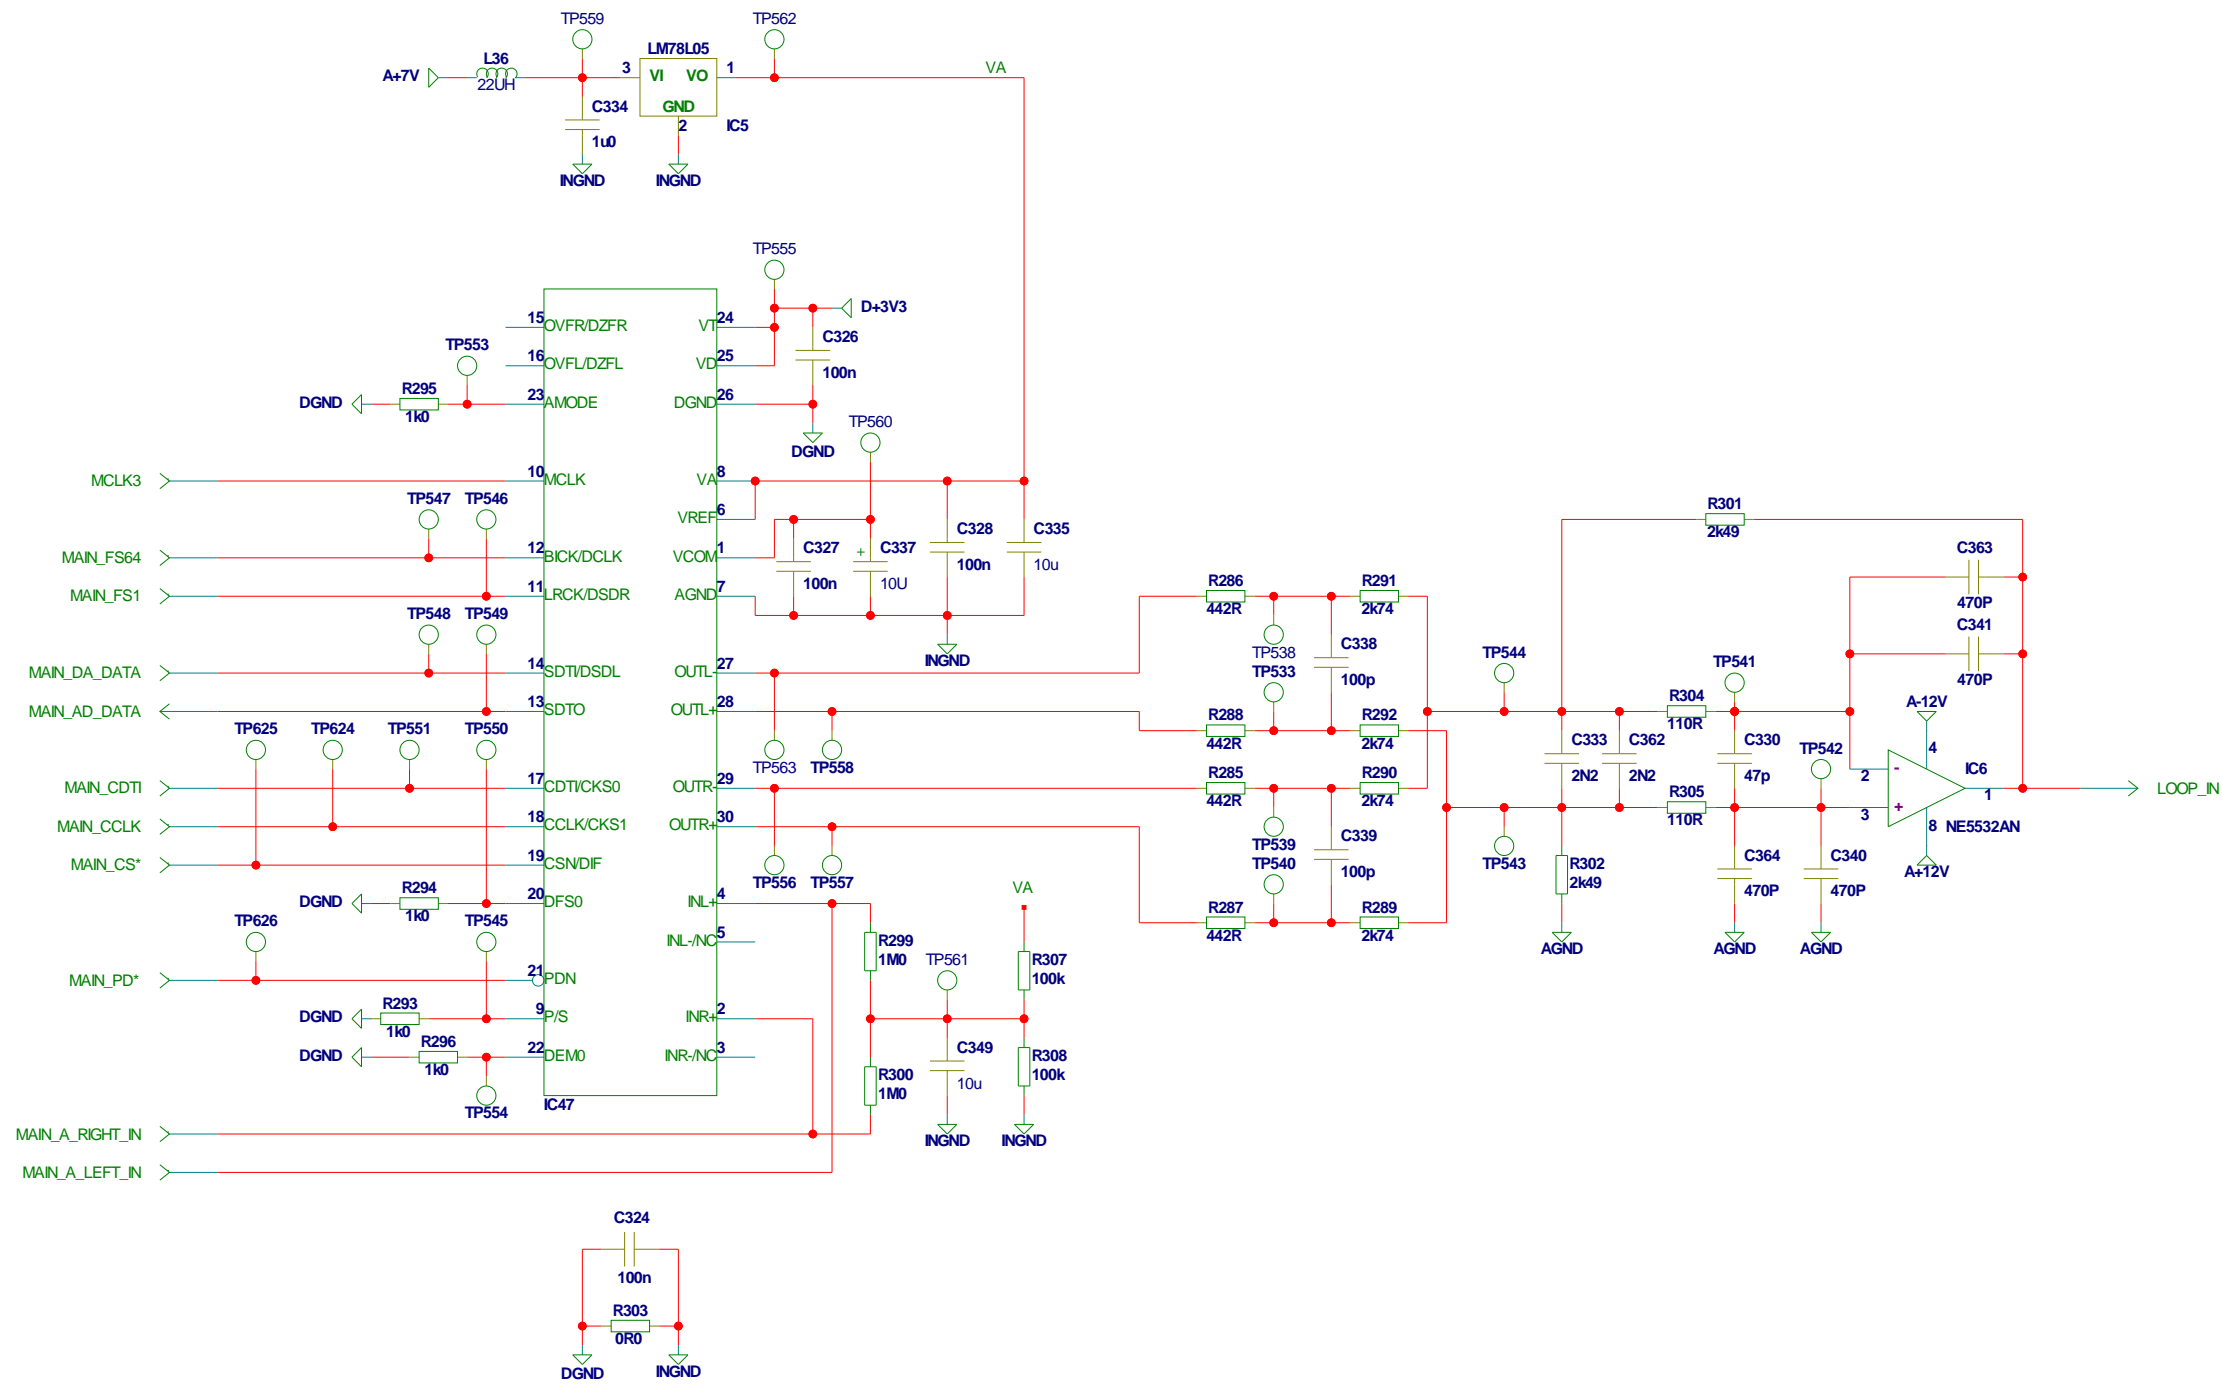 TP559
TP562
L36
LM78L05
A+7V
3
VI
VO
1
VA
22UH
C334
GND
2
IC5
1u0
INGND
INGND
TP555
D+3V3
15
OVFR/DZFR
VT
24
C326
TP553
16
OVFL/DZFL
VD
25
100n
R295
DGND
23
AMODE
DGND
26
1k0
TP560
DGND
MCLK3
10
MCLK
VA
8
TP547
TP546
VREF
6
C328
C335
R301
2k49
MAIN_FS64
12
BICK/DCLK
VCOM
1
C327
+
C337
100n
10u
C363
100n
10U
MAIN_FS1
11
LRCK/DSDR
AGND
7
R286
R291
470P
442R
2k74
TP548
TP549
C341
C338
TP538
INGND
MAIN_DA_DATA
14
SDTI/DSDL
OUTL-
27
TP533
100p
TP544
TP541
470P
MAIN_AD_DATA
13
SDTO
OUTL+
28
R288
R292
R304
A-12V
TP625
TP624
TP551
TP550
442R
2k74
110R
C333
C362
C330
TP542
4
TP563
TP558
2N2
2N2
47p
IC6
MAIN_CDTI
17
CDTI/CKS0
OUTR-
29
R285
R290
R305
2
-
1
LOOP_IN
442R
2k74
MAIN_CCLK
18
CCLK/CKS1
OUTR+
30
110R
3
+
8
NE5532AN
C339
TP539
TP543
MAIN_CS*
19
CSN/DIF
TP540
100p
R302
C364
C340
A+12V
TP556
TP557
2k49
470P
470P
R294
VA
DGND
20
DFS0
INL+
4
R287
R289
1k0
442R
2k74
TP626
TP545
INL-/NC
5
R299
AGND
AGND
AGND
1M0
TP561
R307
MAIN_PD*
21
PDN
100k
R293
DGND
9
P/S
INR+
2
1k0
R296
DGND
22
DEM0
INR-/NC
3
C349
R308
1k0
R300
10u
100k
1M0
TP554
IC47
MAIN_A_RIGHT_IN
INGND
INGND
MAIN_A_LEFT_IN
C324
100n
R303
0R0
DGND
INGND